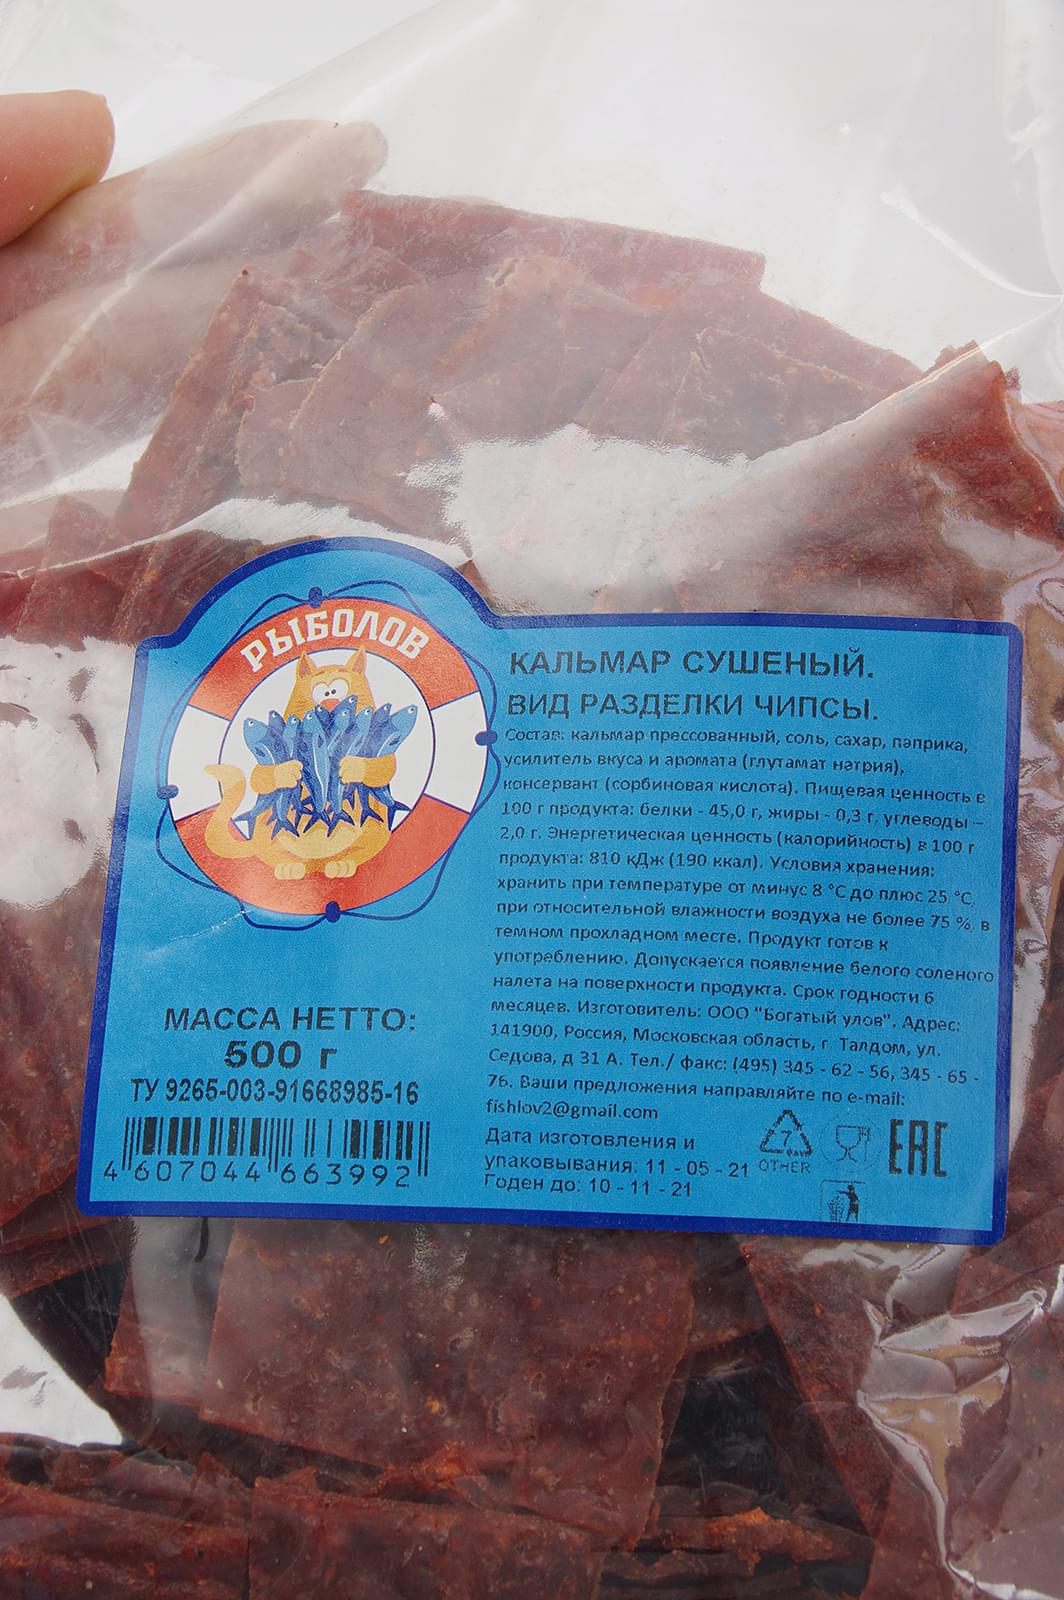 РЫБОЛОВ
КАЛЬМАР СУШЕНЫЙ.
ВИД РАЗДЕЛКИ ЧИПСЫ.
Состав: кальмар прессованный, соль, сахар, паприка,
усилитель вкуса и аромата (глутамат натрия),
консервант (сорбиновая кислота). Пищевая ценность в
100 г продукта: белки - 45,0 г, жиры - 0,3 г, углеводы –
2,0 г. Энергетическая ценность (калорийность) в 100 г
продукта: 810 кДж (190 ккал). Условия хранения:
хранить при температуре от минус 8 °С до плюс 25 °С,
при относительной влажности воздуха не более 75 %, в
темном прохладном месте. Продукт готов к
употреблению. Допускается появление белого соленого
налета на поверхности продукта. Срок годности 6
месяцев. Изготовитель: ООО "Богатый улов". Адрес:
141900, Россия, Московская область, г. Талдом, ул.
Седова, д 31 А. Тел./ факс: (495) 345 - 62 - 56, 345 - 65 -
76. Ваши предложения направляйте по e-mail:
fishlov2@gmail.com
Дата изготовления и
упаковывания: 11 - 05 - 21
Годен до: 10 - 11 - 21
7
OTHER
EAC
МАССА НЕТТО:
500 г
ТУ 9265-003-91668985-16
4 607044 663992